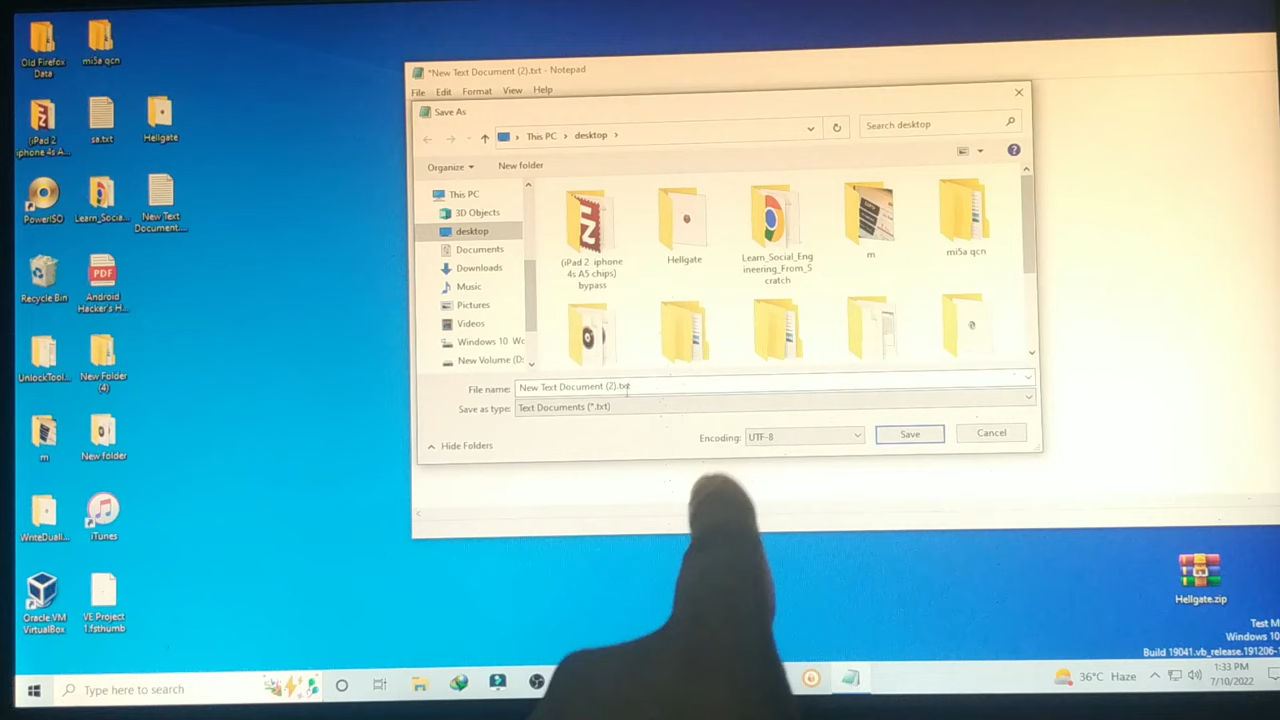 Old Firefox
Data
mi5a qcn
(iPad 2
iphone 4s A...
sa.txt
Hellgate
PowerISO
Learn_Socia...
New Text
Document....
Recycle Bin
Android
Hacker's H...
UnlockTool...
New Folder
(4)
m
New folder
WriteDuall...
iTunes
Oracle VM
VirtualBox
VE Project
1.fsthumb
*New Text Document (2).txt - Notepad
File Edit Format View Help
Save As
This PC > desktop >
Search desktop
Organize
New folder
This PC
3D Objects
desktop
Documents
Downloads
Music
Pictures
Videos
Windows 10 Wc
New Volume (D:
(iPad 2 iphone
4s A5 chips)
bypass
Hellgate
Learn_Social_Eng
ineering_From_S
cratch
m
mi5a qcn
File name: New Text Document (2).txt
Save as type: Text Documents (*.txt)
Hide Folders
Encoding: UTF-8
Save
Cancel
Hellgate.zip
Test M
Windows 10
Build 19041.vb_release.191206-1
Type here to search
36°C Haze
1:33 PM
7/10/2022
PDF